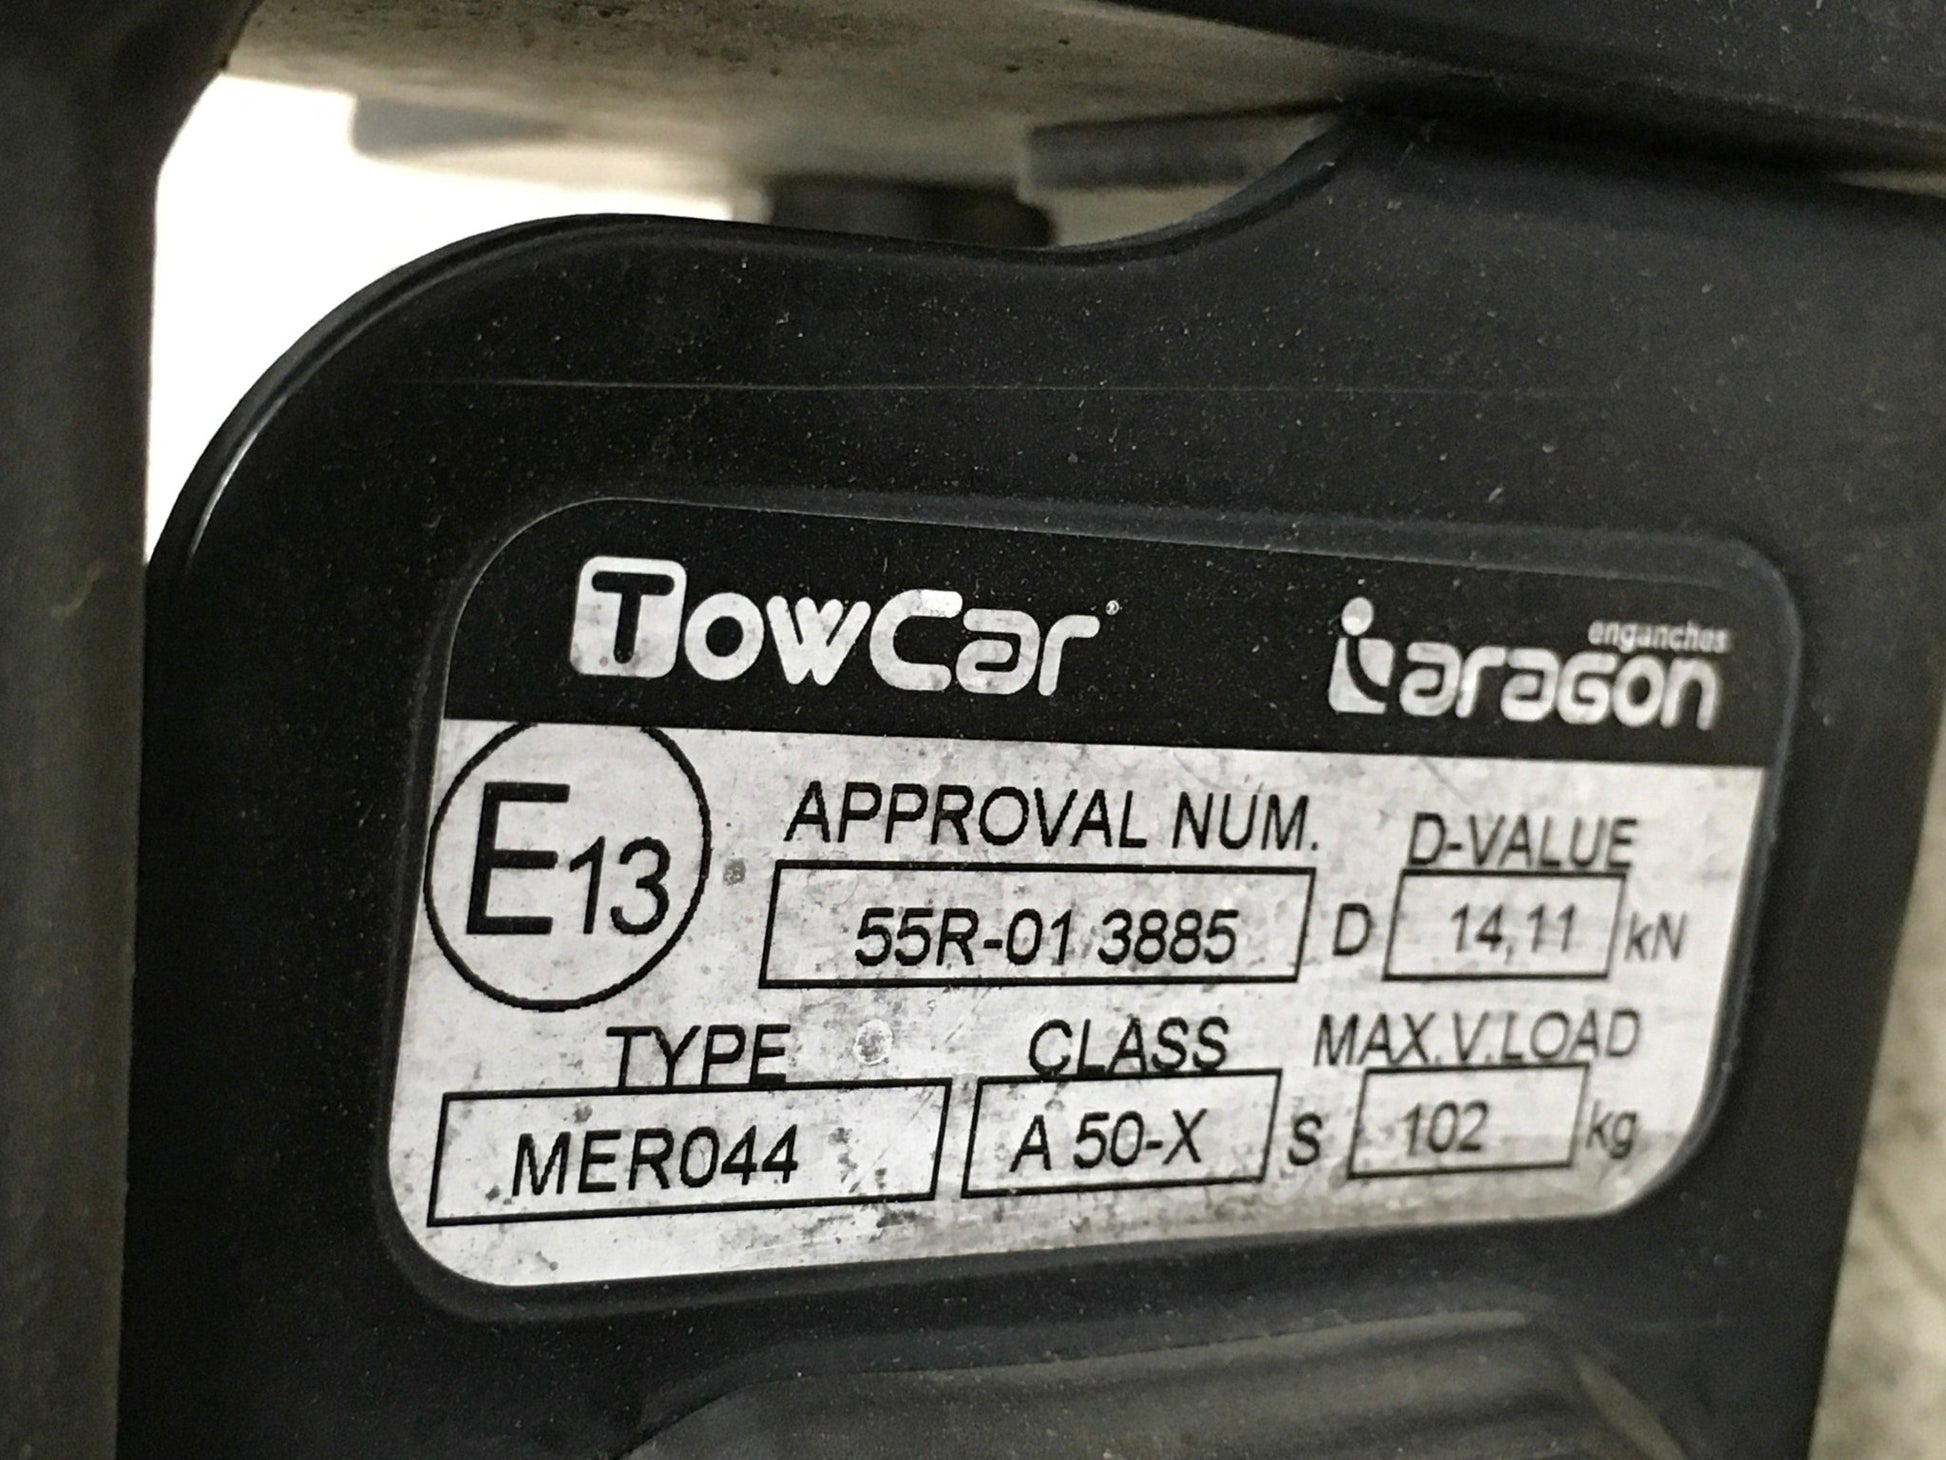 TowCar
enganches
aragon
E13
APPROVAL NUM.
D-VALUE
55R-01 3885
D 14,11 kN
TYPE
CLASS
MAX.V.LOAD
MER044
A 50-X
S 102 kg